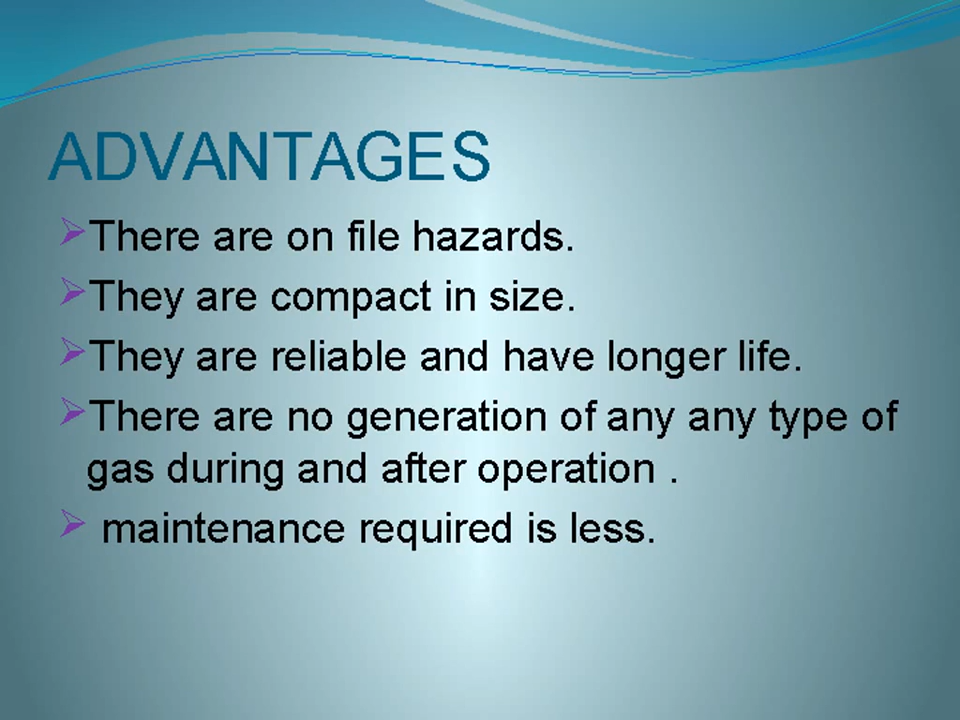 ADVANTAGES
There are on file hazards.
They are compact in size.
They are reliable and have longer life.
There are no generation of any any type of
gas during and after operation .
maintenance required is less.